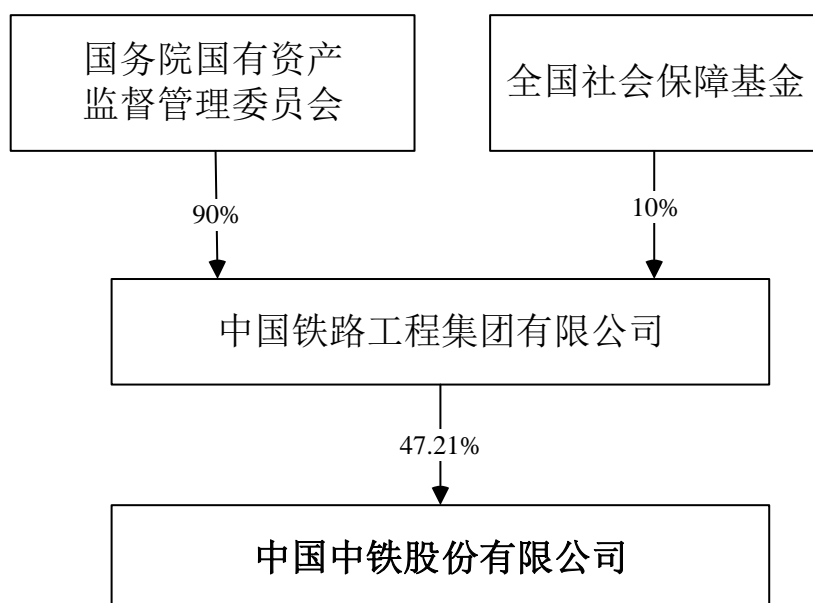 国务院国有资产
监督管理委员会
全国社会保障基金
90%
10%
中国铁路工程集团有限公司
47.21%
中国中铁股份有限公司